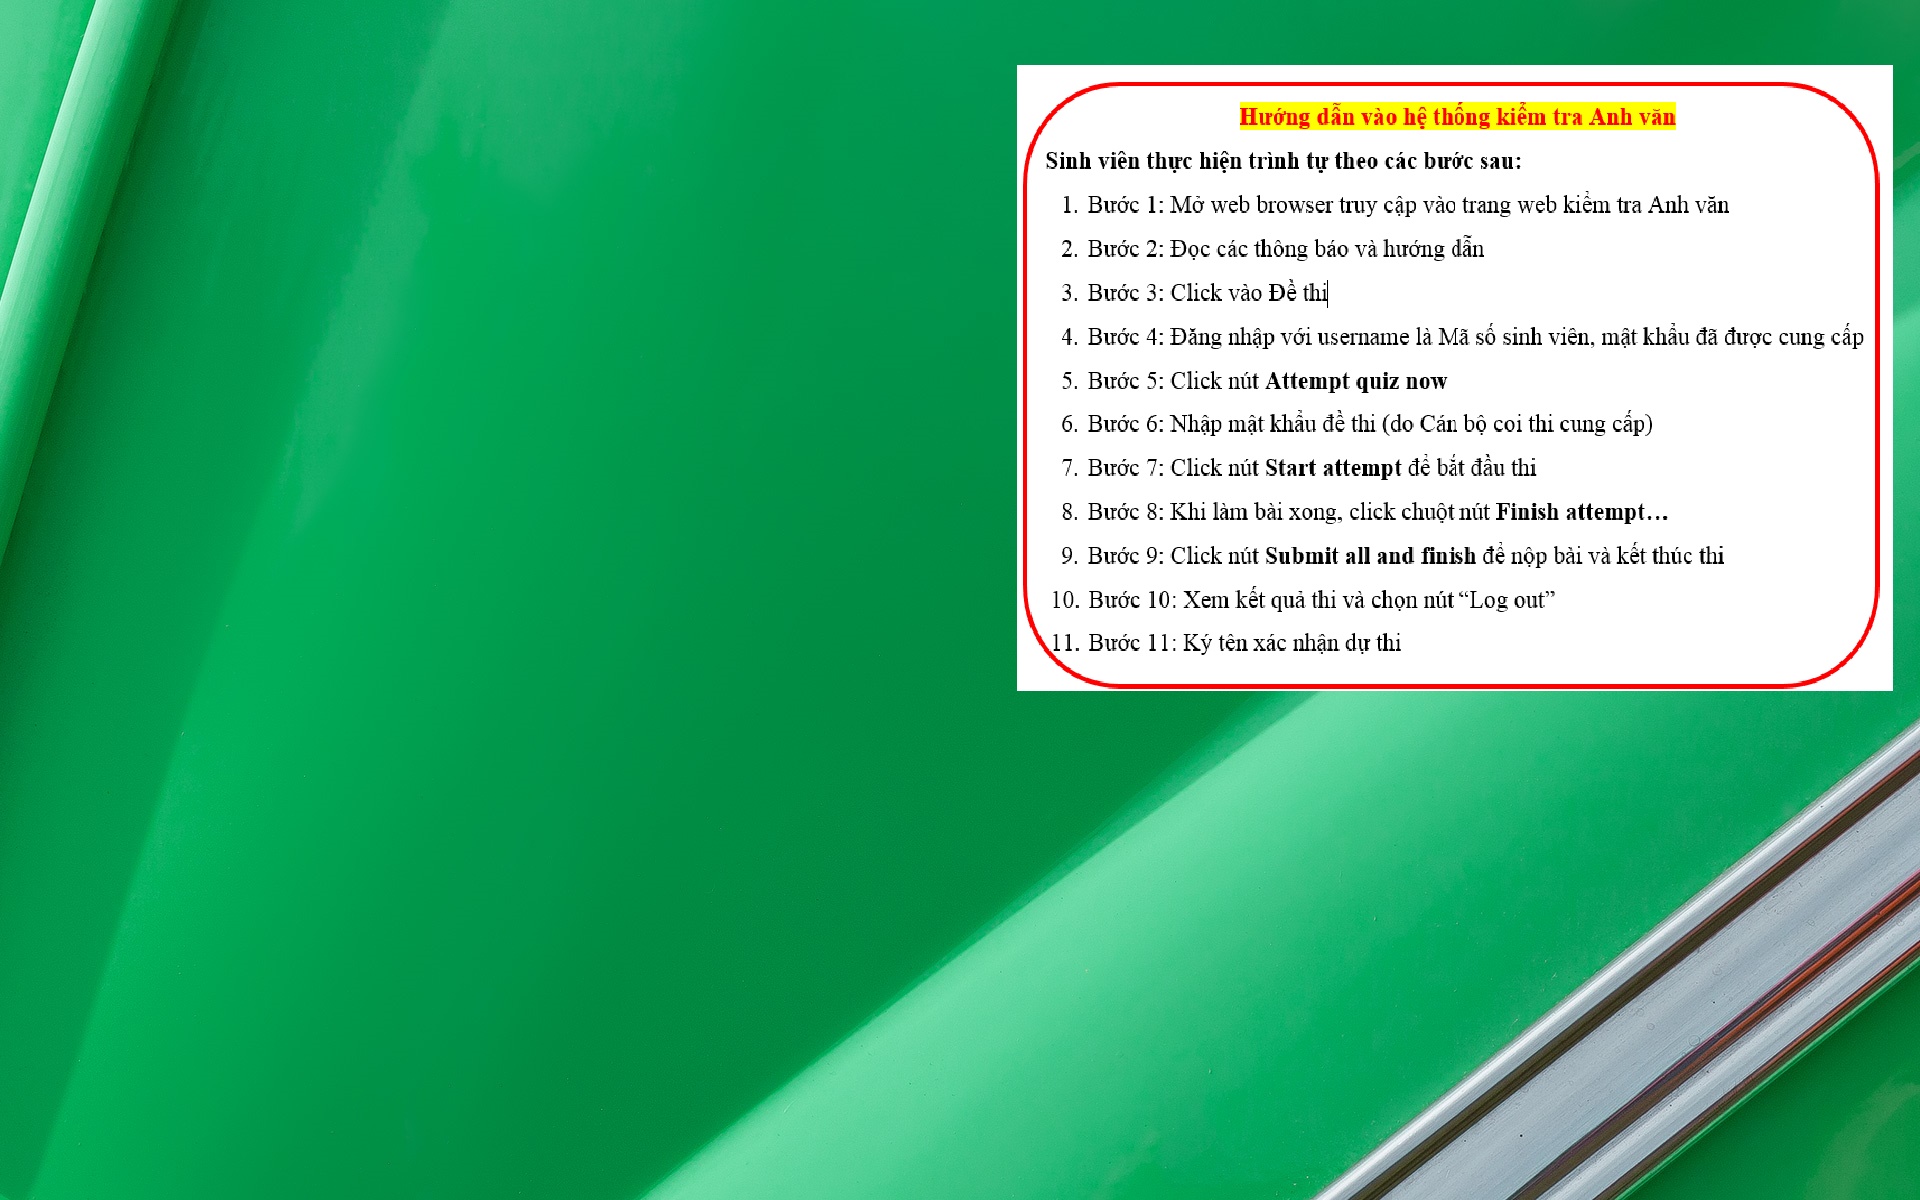 Hướng dẫn vào hệ thống kiểm tra Anh văn
Sinh viên thực hiện trình tự theo các bước sau:
1. Bước 1: Mở web browser truy cập vào trang web kiểm tra Anh văn
2. Bước 2: Đọc các thông báo và hướng dẫn
3. Bước 3: Click vào Đề thi
4. Bước 4: Đăng nhập với username là Mã số sinh viên, mật khẩu đã được cung cấp
5. Bước 5: Click nút Attempt quiz now
6. Bước 6: Nhập mật khẩu đề thi (do Cán bộ coi thi cung cấp)
7. Bước 7: Click nút Start attempt để bắt đầu thi
8. Bước 8: Khi làm bài xong, click chuột nút Finish attempt…
9. Bước 9: Click nút Submit all and finish để nộp bài và kết thúc thi
10. Bước 10: Xem kết quả thi và chọn nút “Log out”
11. Bước 11: Ký tên xác nhận dự thi